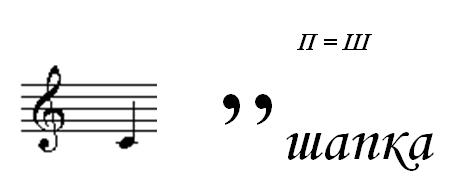 П = Ш
,,
шапка